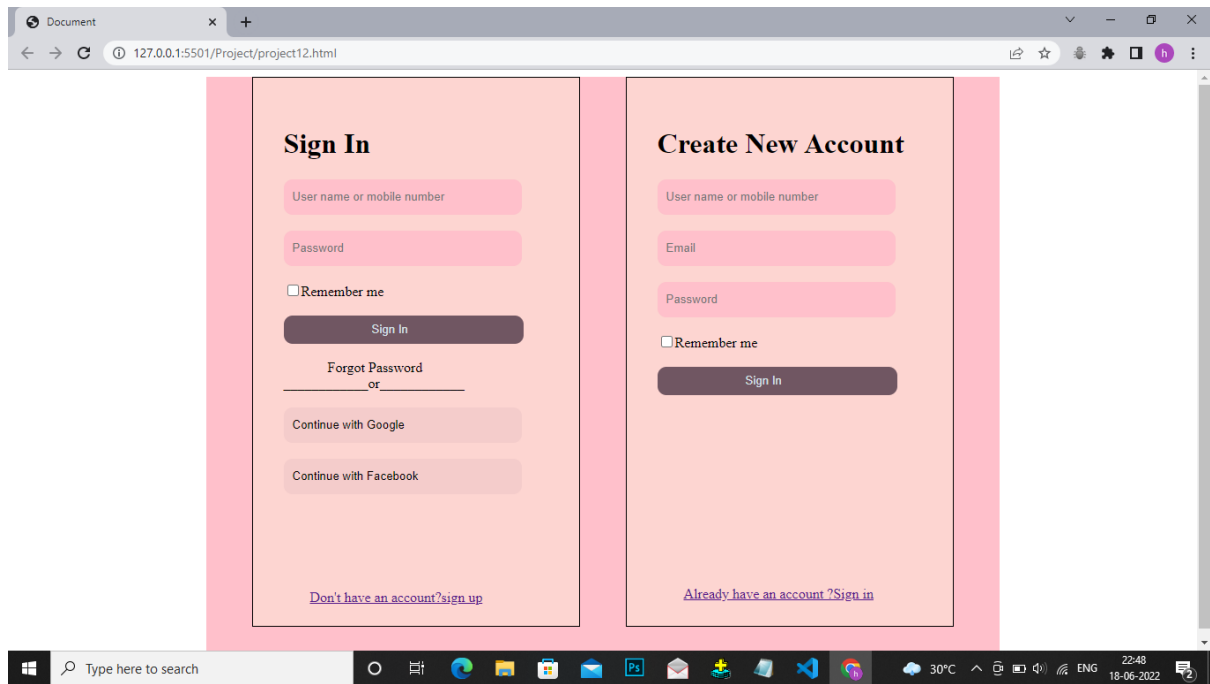 Document
127.0.0.1:5501/Project/project12.html
h
Sign In
User name or mobile number
Password
Remember me
Sign In
Forgot Password
_____________or_____________
Continue with Google
Continue with Facebook
Don't have an account?sign up
Create New Account
User name or mobile number
Email
Password
Remember me
Sign In
Already have an account ?Sign in
Type here to search
Ps
h
30°C
ENG
22:48
18-06-2022
2